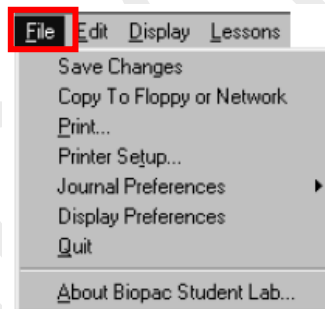 File Edit Display Lessons
Save Changes
Copy To Floppy or Network
Print...
Printer Setup...
Journal Preferences
Display Preferences
Quit
About Biopac Student Lab...